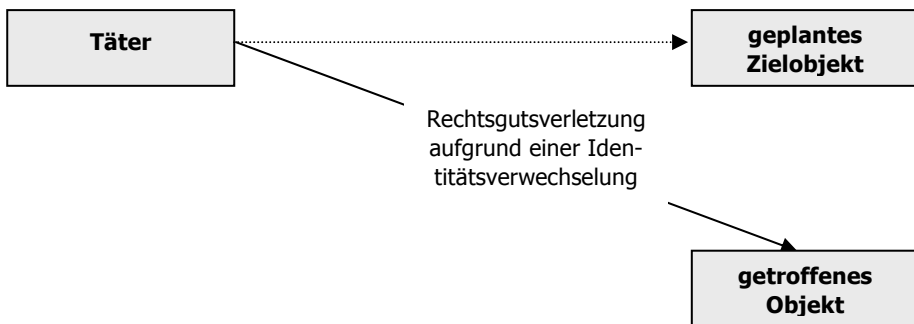 Täter
geplantes
Zielobjekt
Rechtsgutsverletzung
aufgrund einer Iden-
titätsverwechselung
getroffenes
Objekt